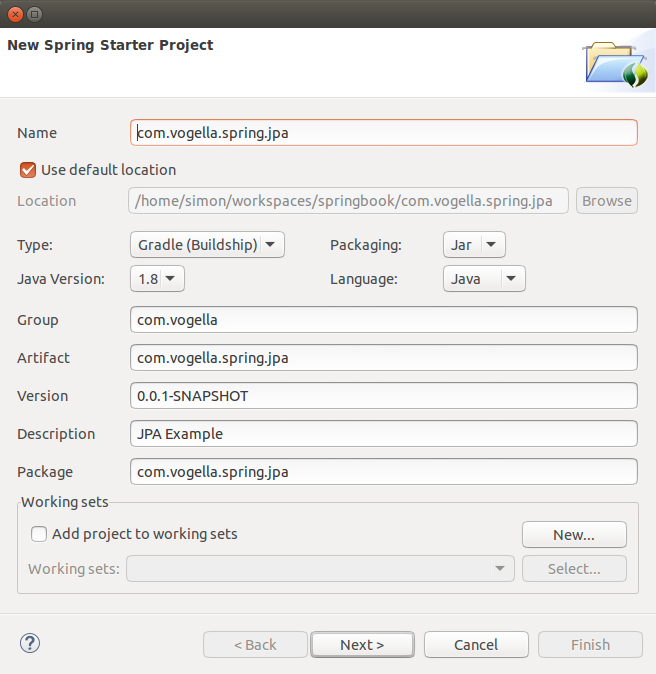 New Spring Starter Project
Name com.vogella.spring.jpa
Use default location
Location /home/simon/workspaces/springbook/com.vogella.spring.jpa Browse
Type: Gradle (Buildship) Packaging: Jar
Java Version: 1.8 Language: Java
Group com.vogella
Artifact com.vogella.spring.jpa
Version 0.0.1-SNAPSHOT
Description JPA Example
Package com.vogella.spring.jpa
Working sets
Add project to working sets New...
Working sets: Select...
? < Back Next > Cancel Finish